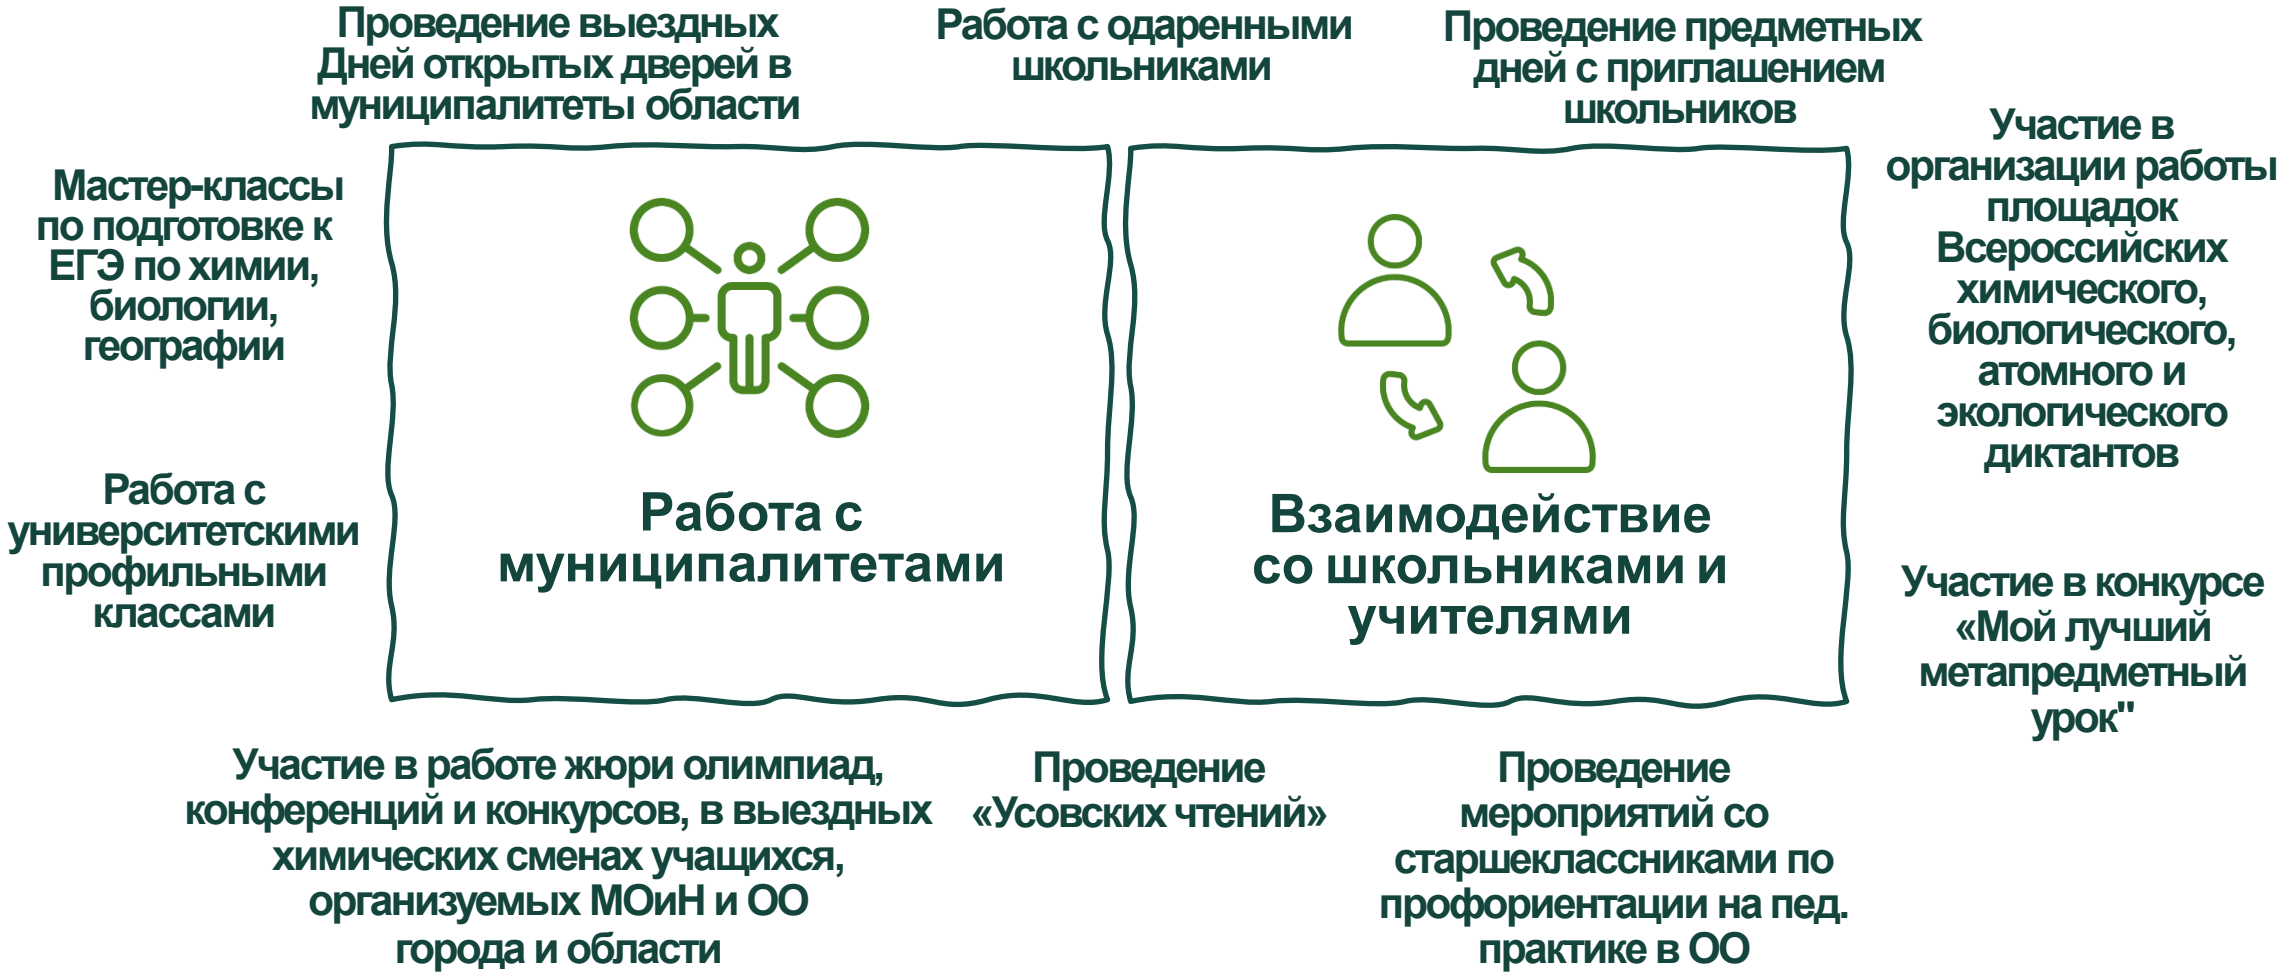 Проведение выездных
Дней открытых дверей в
муниципалитеты области
Работа с одаренными
школьниками
Проведение предметных
дней с приглашением
школьников
Мастер-классы
по подготовке к
ЕГЭ по химии,
биологии,
географии
Работа с
университетскими
профильными
классами
Работа с
муниципалитетами
Взаимодействие
со школьниками и
учителями
Участие в
организации работы
площадок
Всероссийских
химического,
биологического,
атомного и
экологического
диктантов
Участие в конкурсе
«Мой лучший
метапредметный
урок"
Участие в работе жюри олимпиад,
конференций и конкурсов, в выездных
химических сменах учащихся,
организуемых МОиН и ОО
города и области
Проведение
«Усовских чтений»
Проведение
мероприятий со
старшеклассниками по
профориентации на пед.
практике в ОО